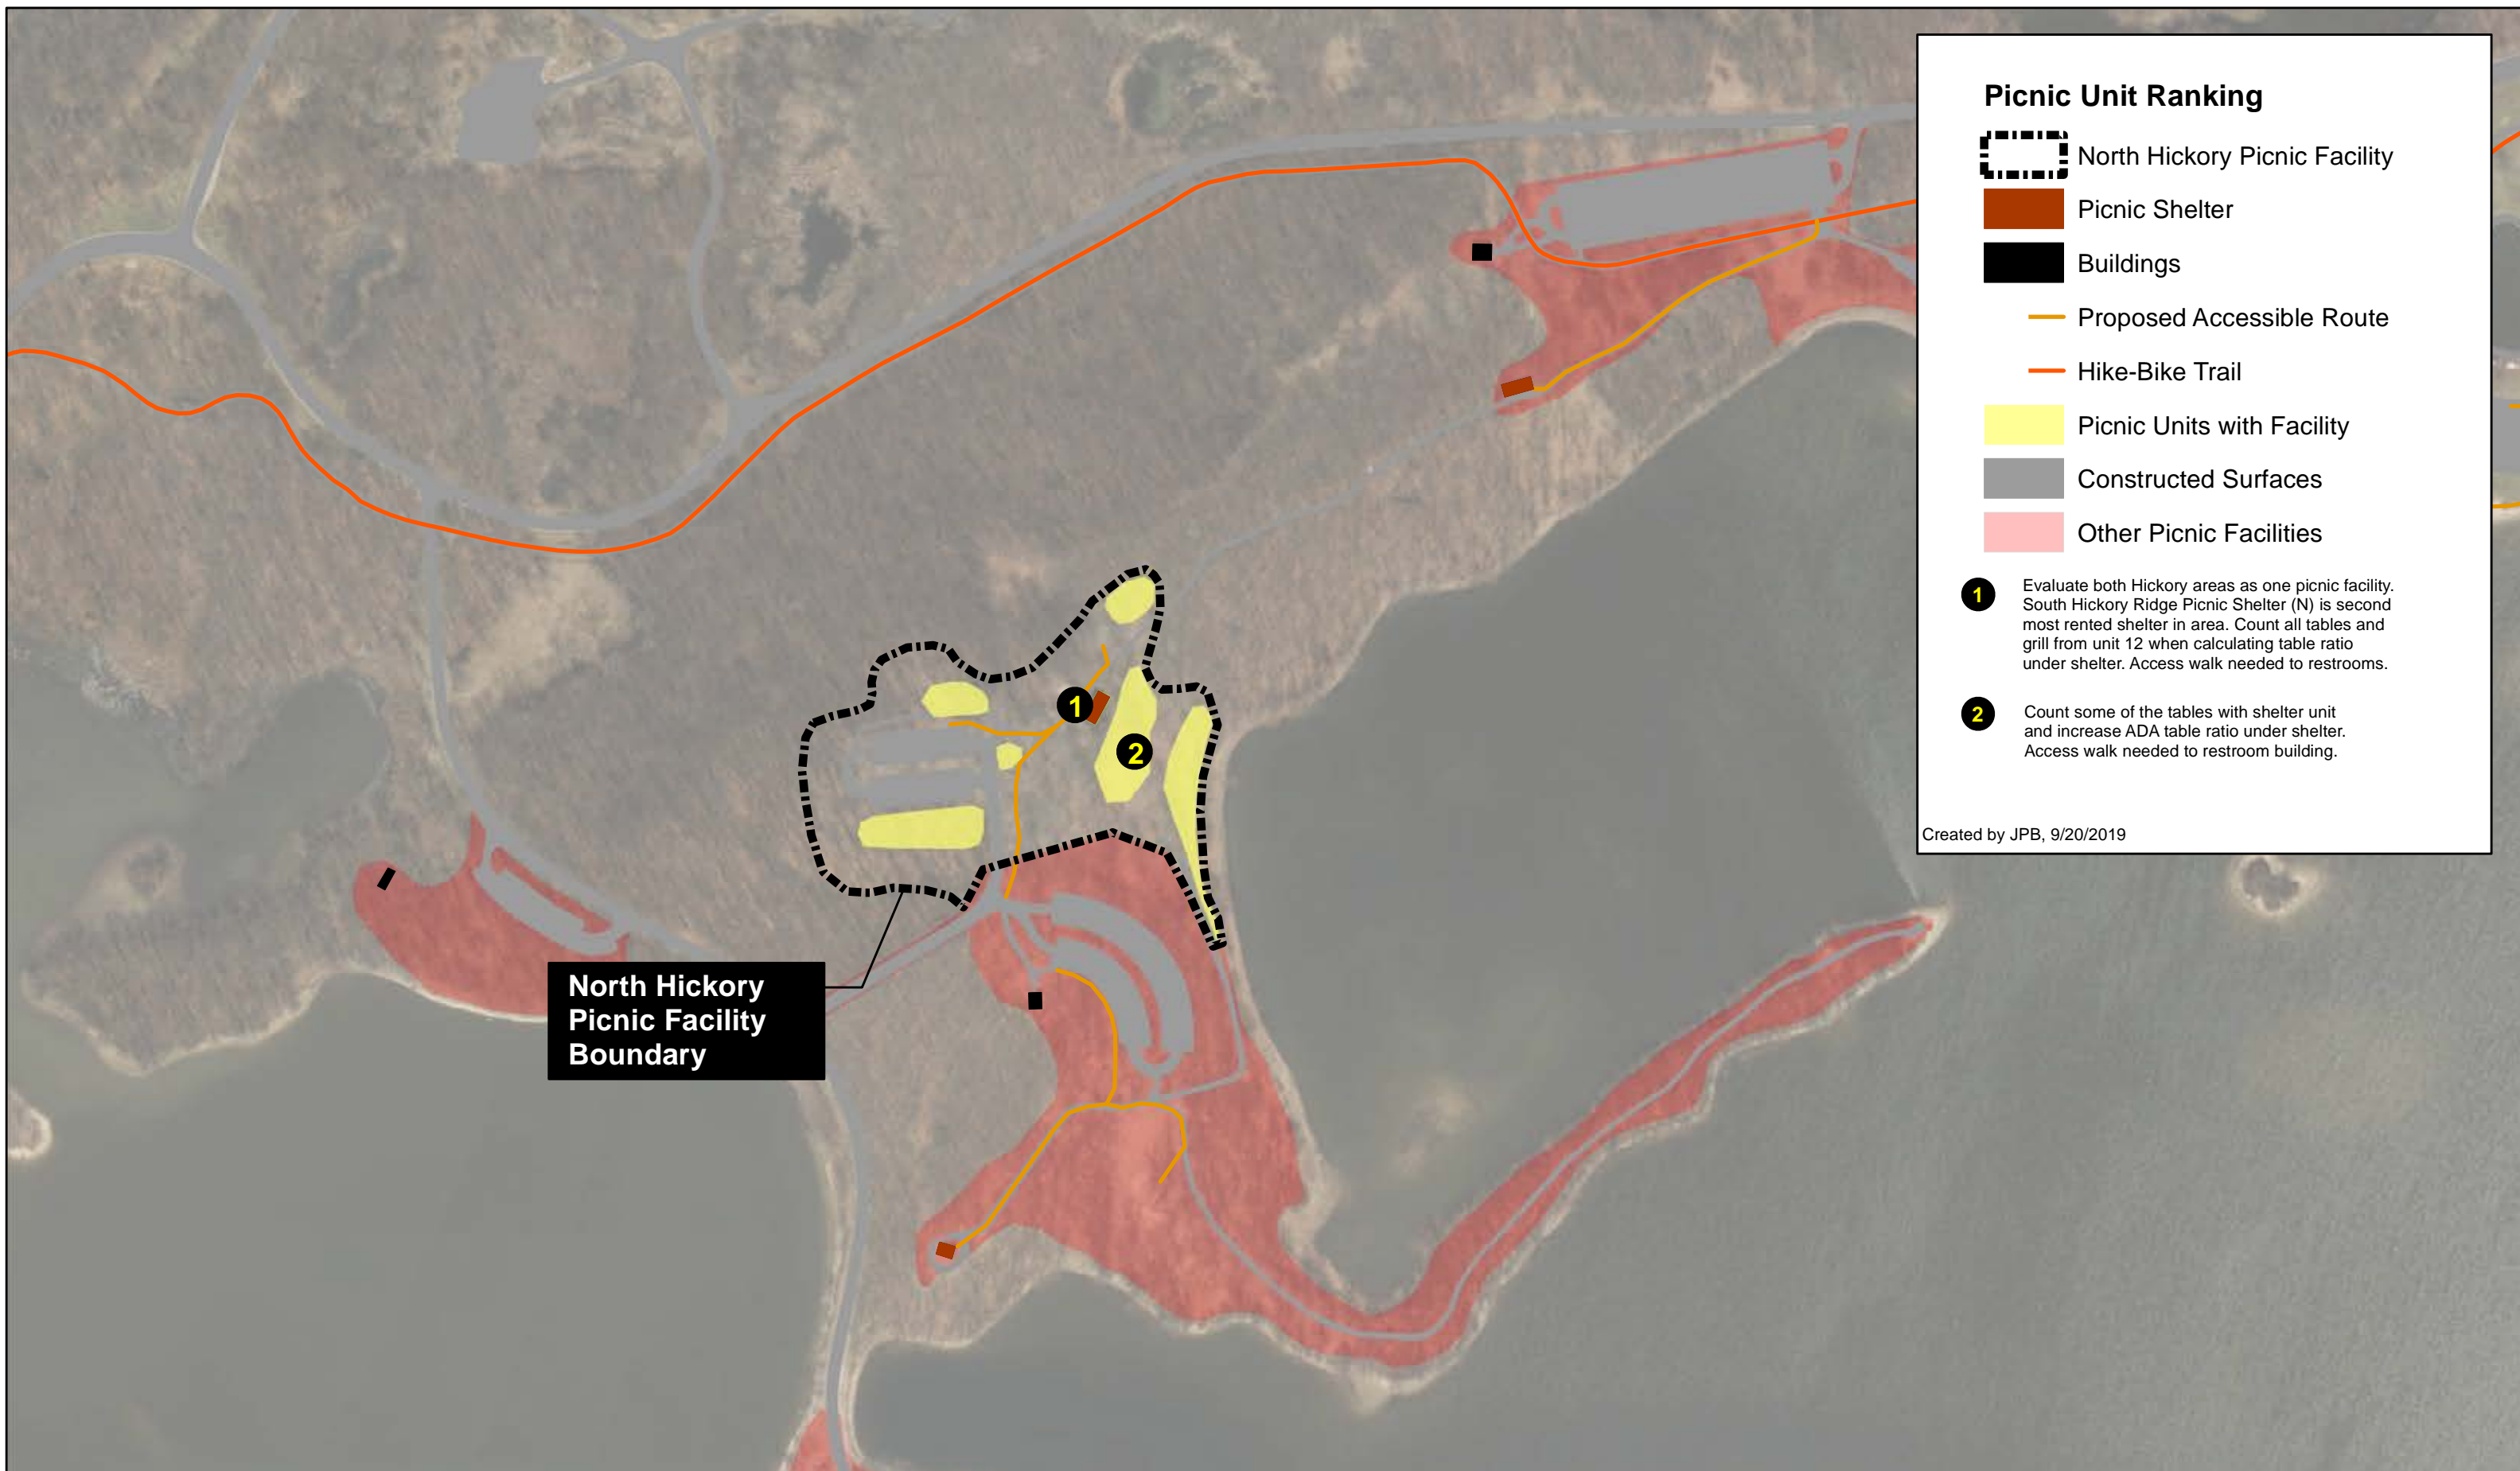 Picnic Unit Ranking
North Hickory Picnic Facility
Picnic Shelter
Buildings
Proposed Accessible Route
Hike-Bike Trail
Picnic Units with Facility
Constructed Surfaces
Other Picnic Facilities
1
Evaluate both Hickory areas as one picnic facility.
South Hickory Ridge Picnic Shelter (N) is second
most rented shelter in area. Count all tables and
grill from unit 12 when calculating table ratio
under shelter. Access walk needed to restrooms.
2
Count some of the tables with shelter unit
and increase ADA table ratio under shelter.
Access walk needed to restroom building.
Created by JPB, 9/20/2019
1
2
North Hickory
Picnic Facility
Boundary